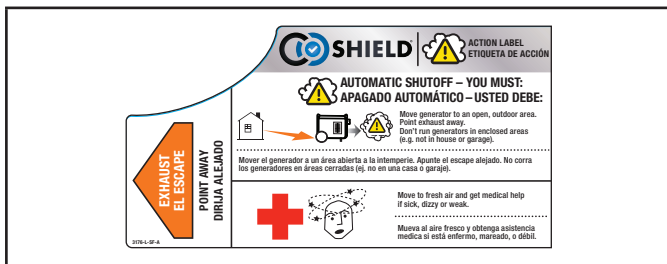 CO SHIELD®
ACTION LABEL
ETIQUETA DE ACCIÓN
AUTOMATIC SHUTOFF – YOU MUST:
APAGADO AUTOMÁTICO – USTED DEBE:
Move generator to an open, outdoor area.
Point exhaust away.
Don't run generators in enclosed areas
(e.g. not in house or garage).
Mover el generador a un área abierta a la intemperie. Apunte el escape alejado. No corra
los generadores en áreas cerradas (ej. no en una casa o garaje).
EXHAUST
EL ESCAPE
POINT AWAY
DIRIJA ALEJADO
Move to fresh air and get medical help
if sick, dizzy or weak.
Mueva al aire fresco y obtenga asistencia
medica si está enfermo, mareado, o débil.
3176-L-SF-A